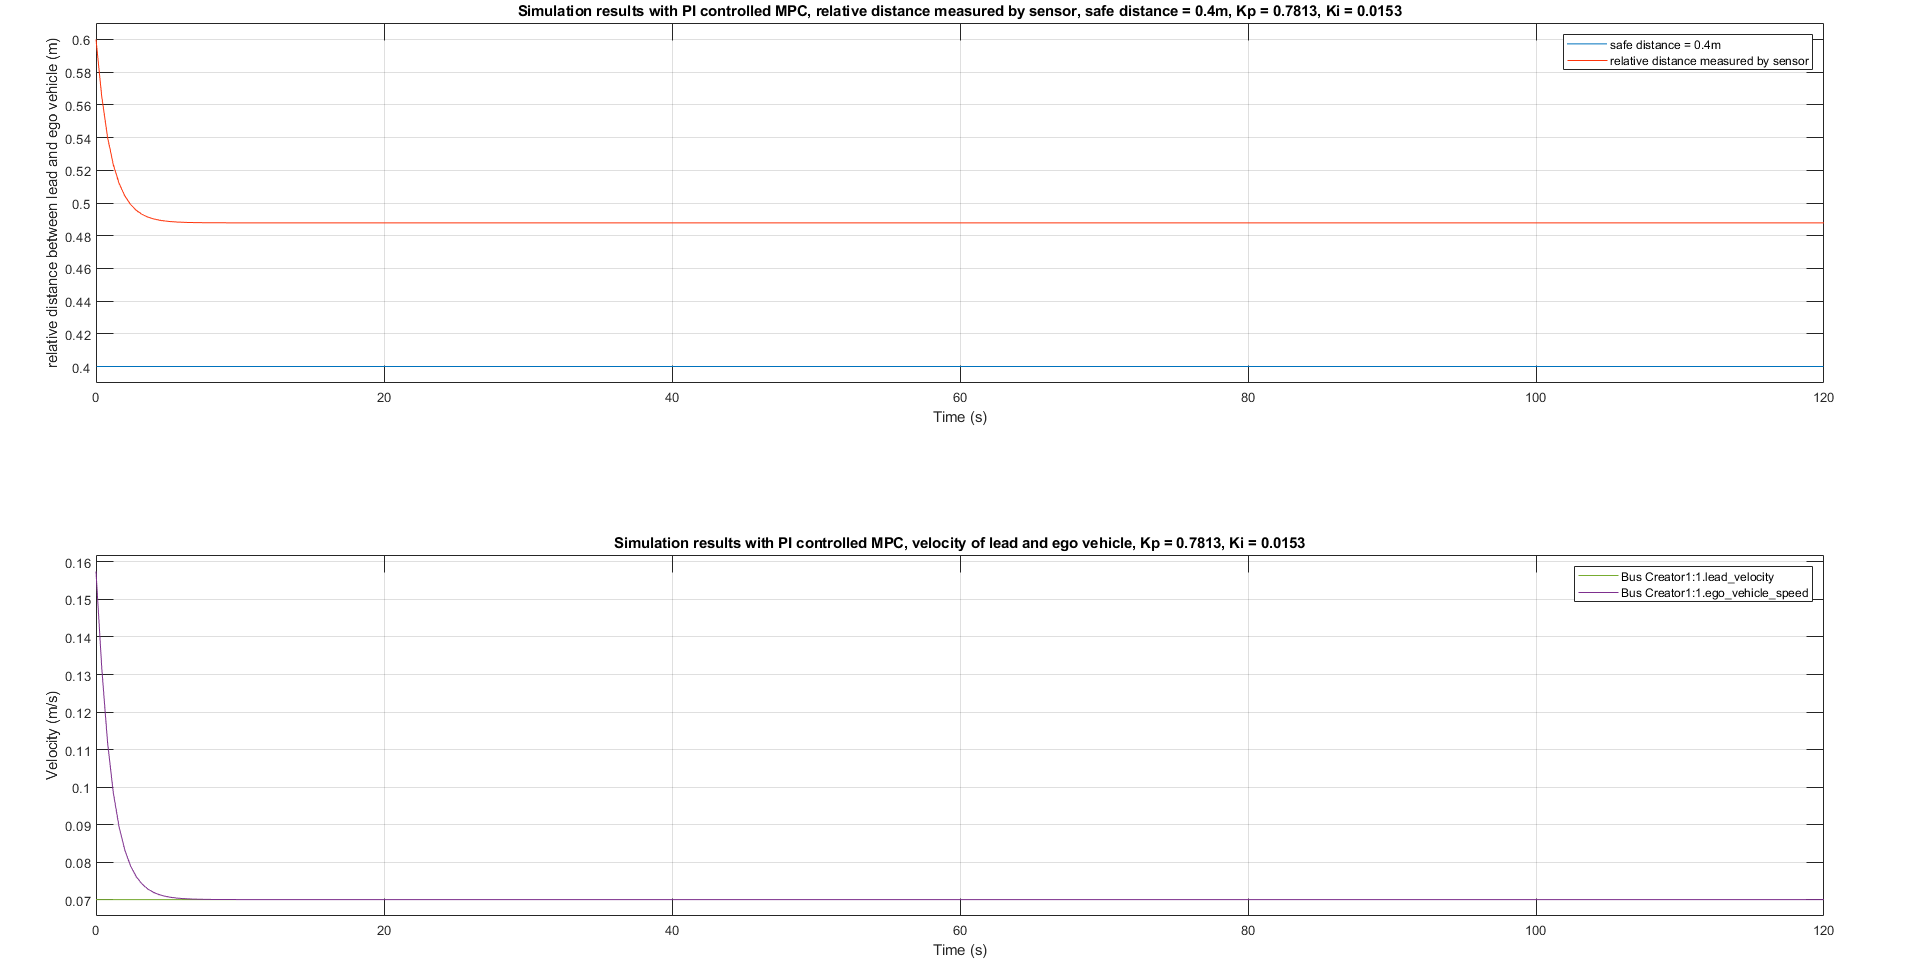 Simulation results with PI controlled MPC, relative distance measured by sensor, safe distance = 0.4m, Kp = 0.7813, Ki = 0.0153
relative distance between lead and ego vehicle (m)
0.6
0.58
0.56
0.54
0.52
0.5
0.48
0.46
0.44
0.42
0.4
safe distance = 0.4m
relative distance measured by sensor
0 20 40 60 80 100 120
Time (s)
Simulation results with PI controlled MPC, velocity of lead and ego vehicle, Kp = 0.7813, Ki = 0.0153
Velocity (m/s)
0.16
0.15
0.14
0.13
0.12
0.11
0.1
0.09
0.08
0.07
Bus Creator1:1.lead_velocity
Bus Creator1:1.ego_vehicle_speed
0 20 40 60 80 100 120
Time (s)